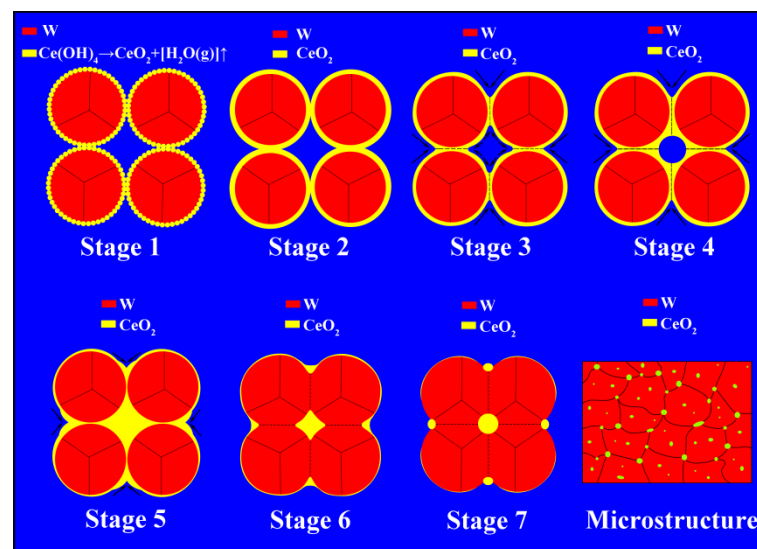 W
Ce(OH)₄→CeO₂+[H₂O(g)]↑
W
CeO₂
W
CeO₂
W
CeO₂
Stage 1
Stage 2
Stage 3
Stage 4
W
CeO₂
W
CeO₂
W
CeO₂
W
CeO₂
Stage 5
Stage 6
Stage 7
Microstructure